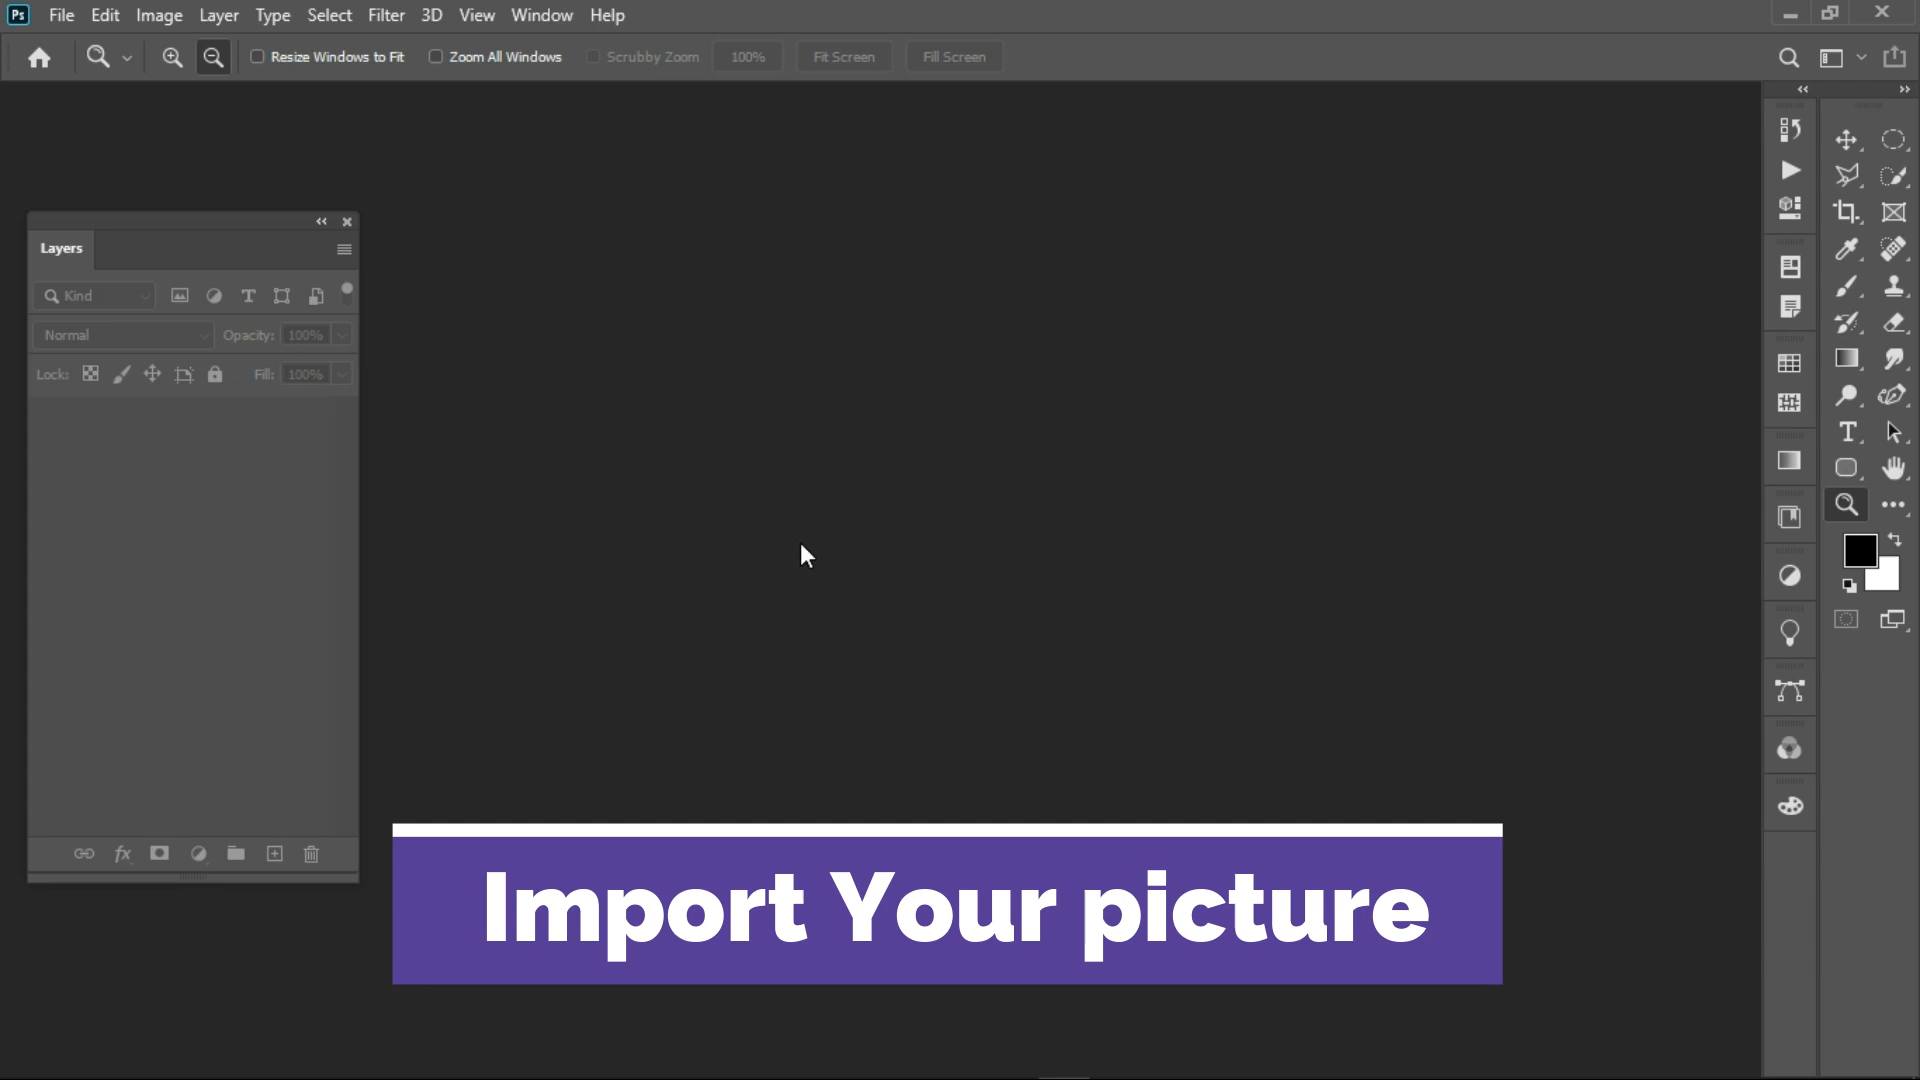 Ps File Edit Image Layer Type Select Filter 3D View Window Help
Resize Windows to Fit Zoom All Windows Scrubby Zoom 100% Fit Screen Fill Screen
Layers
Kind
Normal Opacity: 100%
Lock: Fill: 100%
fx
Import Your picture